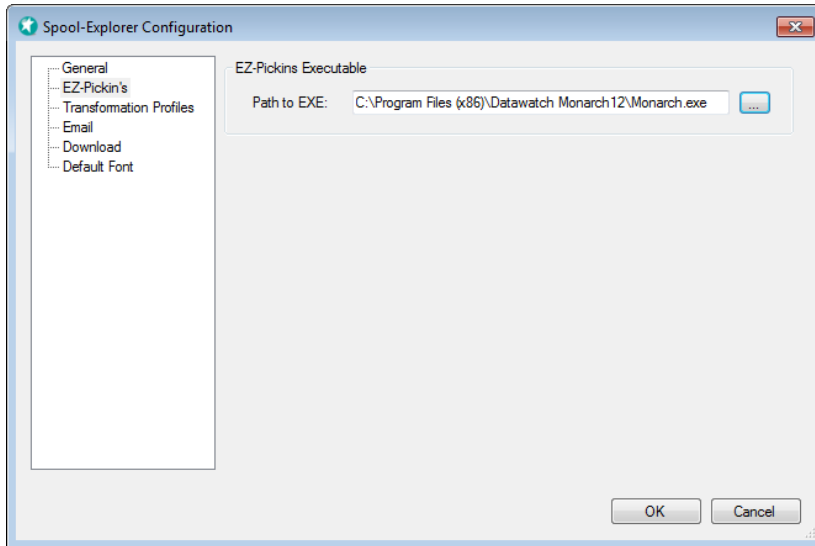 Spool-Explorer Configuration
General
EZ-Pickin's
Transformation Profiles
Email
Download
Default Font
EZ-Pickins Executable
Path to EXE: C:\Program Files (x86)\Datawatch Monarch12\Monarch.exe ...
OK Cancel